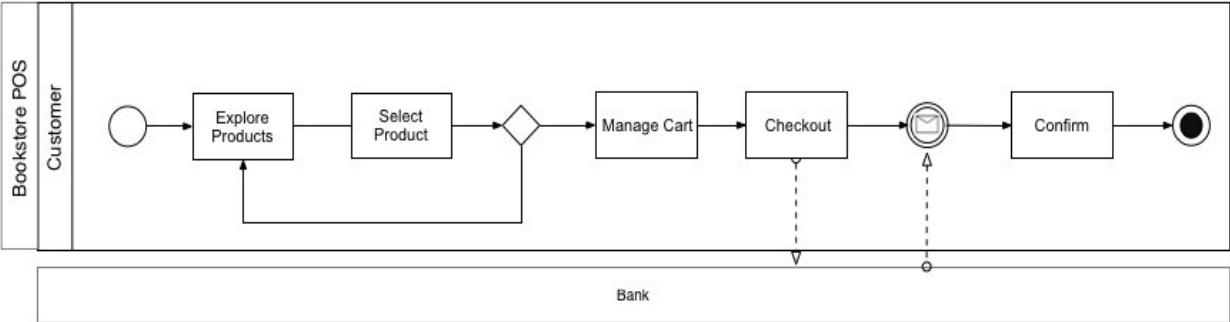 Bookstore POS
Customer
Explore
Products
Select
Product
Manage Cart
Checkout
Confirm
Bank